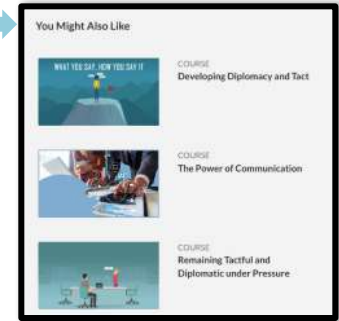 You Might Also Like
WHAT YOU SAY, HOW YOU SAY IT
COURSE
Developing Diplomacy and Tact
COURSE
The Power of Communication
COURSE
Remaining Tactful and
Diplomatic under Pressure